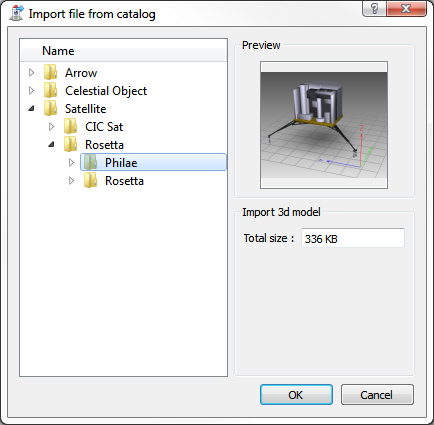 Import file from catalog
Name
Arrow
Celestial Object
Satellite
CIC Sat
Rosetta
Philae
Rosetta
Preview
Import 3d model
Total size : 336 KB
OK Cancel